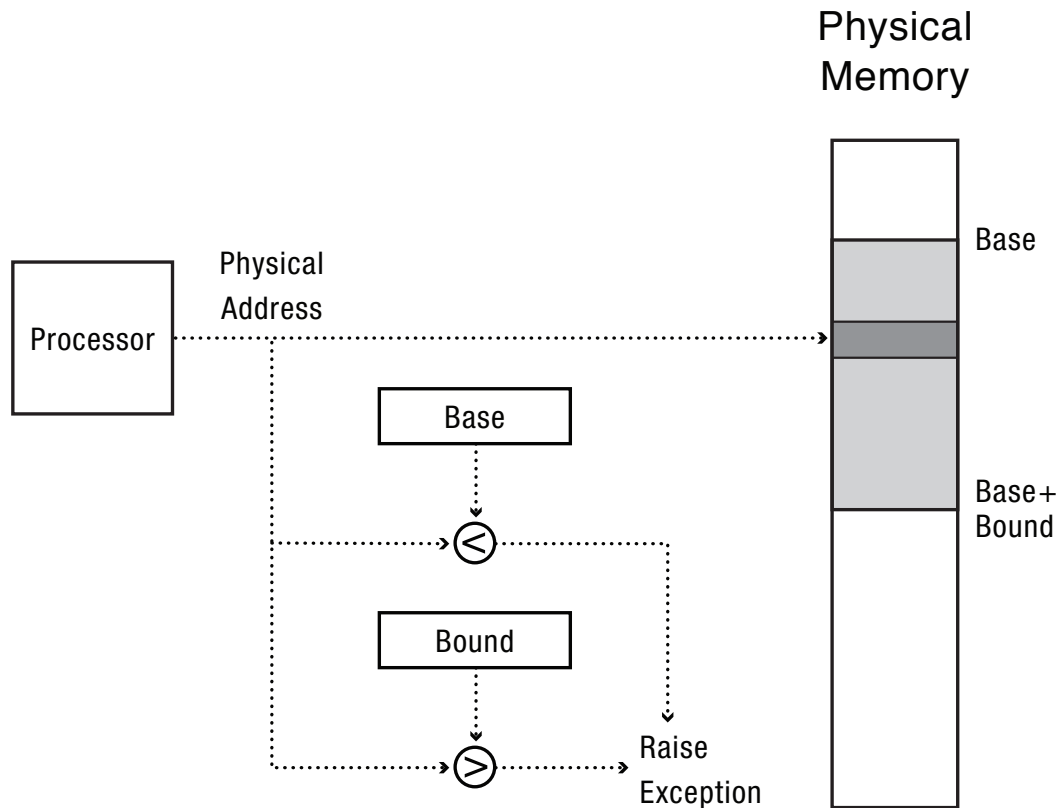 Physical
Memory
Base
Physical
Address
Processor
Base
Base+
Bound
<
Bound
>
Raise
Exception